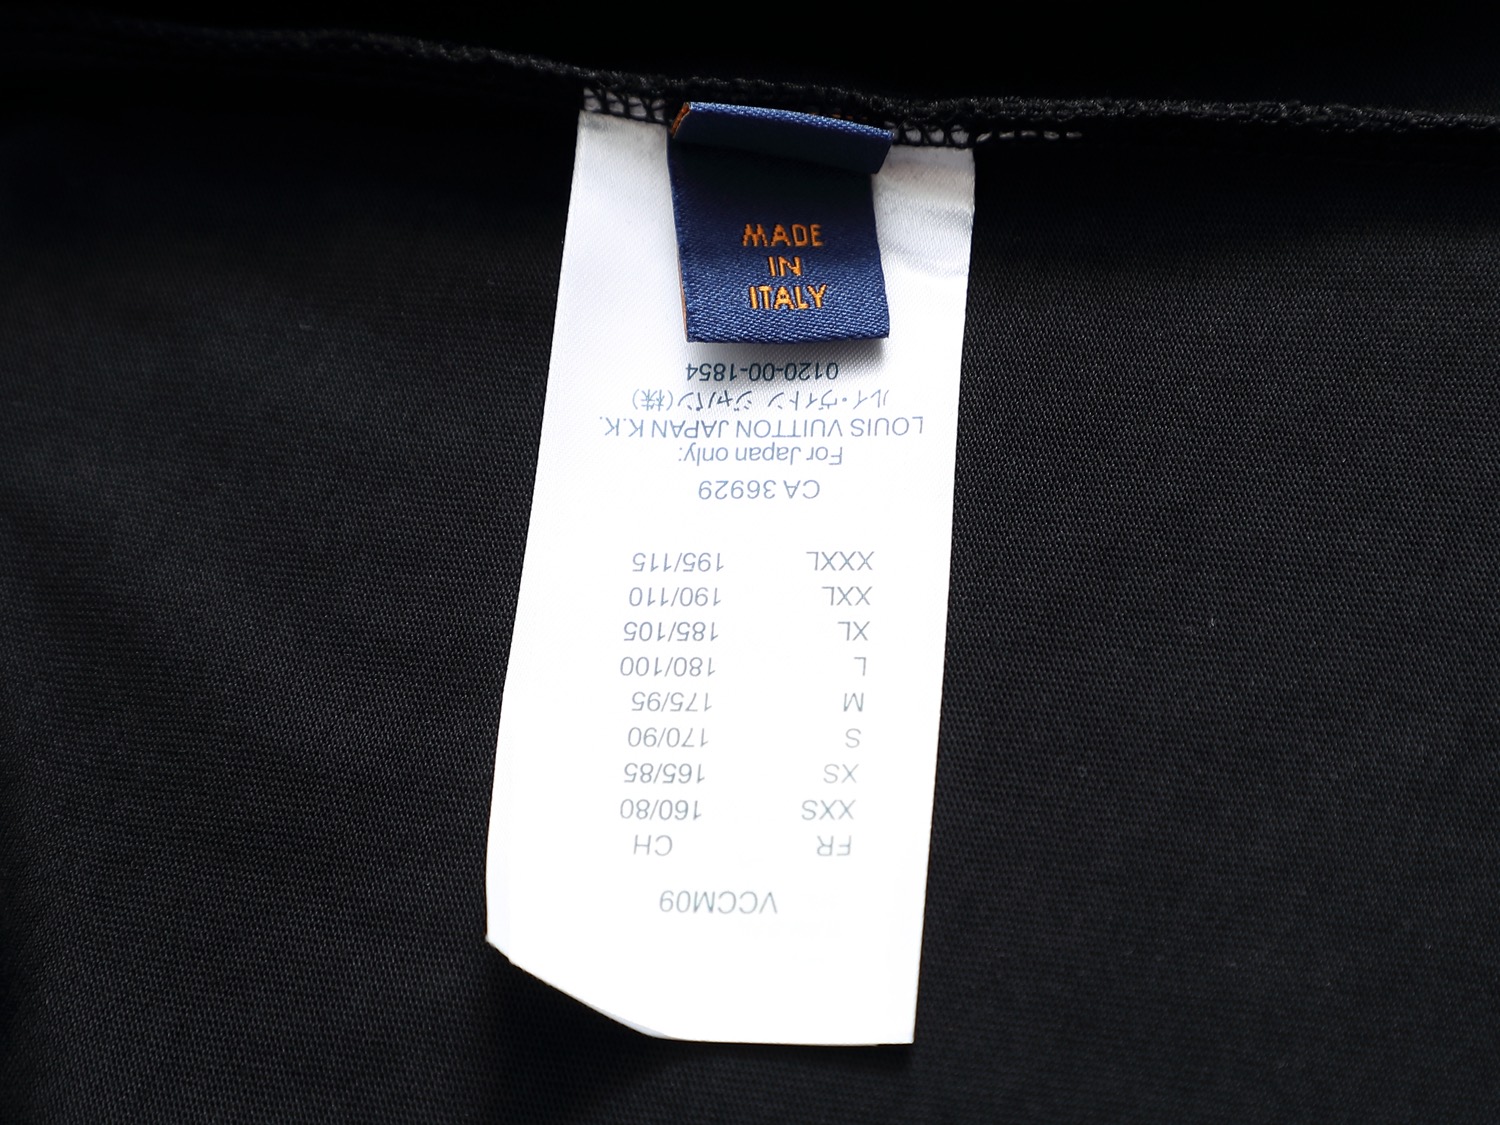 MADE
IN
ITALY
VCCM09
FR CH
XXS 160/80
XS 165/85
S 170/90
M 175/95
L 180/100
XL 185/105
XXL 190/110
XXXL 195/115
CA 36929
For Japan only:
LOUIS VUITTON JAPAN K.K.
ルイ・ヴィトン ジャパン(株)
0120-00-1854